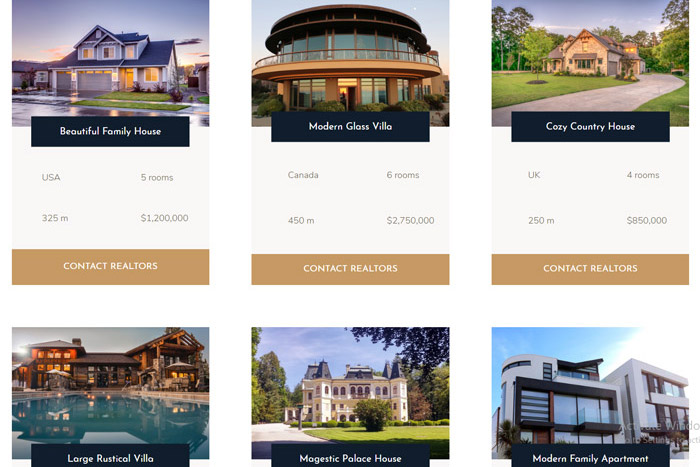 Beautiful Family House
Modern Glass Villa
Cozy Country House
USA
5 rooms
325 m
$1,200,000
Canada
6 rooms
450 m
$2,750,000
UK
4 rooms
250 m
$850,000
CONTACT REALTORS
CONTACT REALTORS
CONTACT REALTORS
Large Rustical Villa
Magestic Palace House
Modern Family Apartment
Activate Windo
Go to Settings